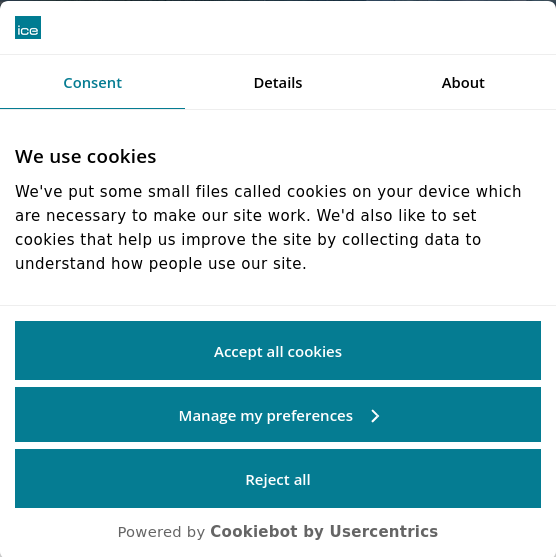 ice
Consent
Details
About
We use cookies
We've put some small files called cookies on your device which
are necessary to make our site work. We'd also like to set
cookies that help us improve the site by collecting data to
understand how people use our site.
Accept all cookies
Manage my preferences
Reject all
Powered by Cookiebot by Usercentrics